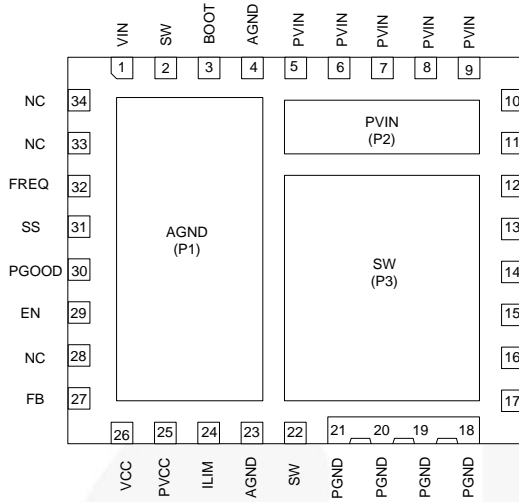 VIN SW BOOT AGND PVIN PVIN PVIN PVIN PVIN
1 2 3 4 5 6 7 8 9
NC 34 10
NC 33 11
FREQ 32 12
SS 31 13
PGOOD 30 14
EN 29 15
NC 28 16
FB 27 17
PVIN
(P2)
AGND
(P1)
SW
(P3)
26 25 24 23 22 21 20 19 18
VCC PVCC ILIM AGND SW PGND PGND PGND PGND